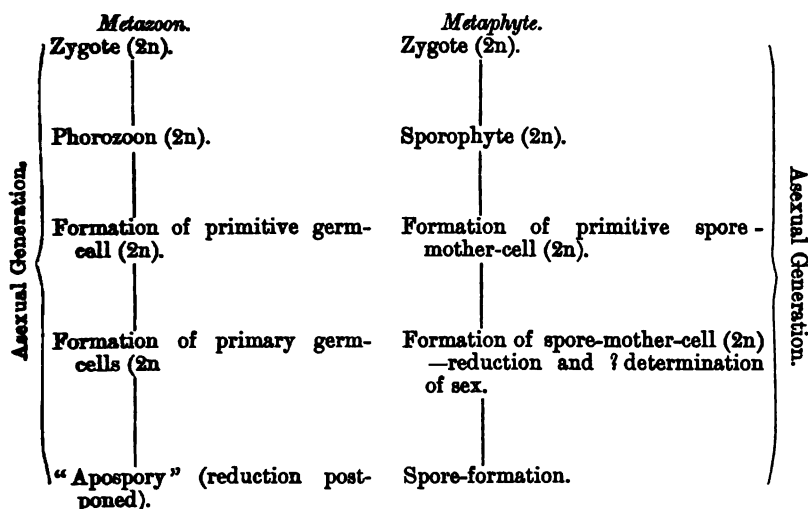 Metazoon.
Zygote (2n).
Phorozoon (2n).
Formation of primitive germ-
cell (2n).
Formation of primary germ-
cells (2n
"Apospory" (reduction post-
poned).
Asexual Generation.
Metaphyte.
Zygote (2n).
Sporophyte (2n).
Formation of primitive spore-
mother-cell (2n).
Formation of spore-mother-cell (2n)
—reduction and ? determination
of sex.
Spore-formation.
Asexual Generation.